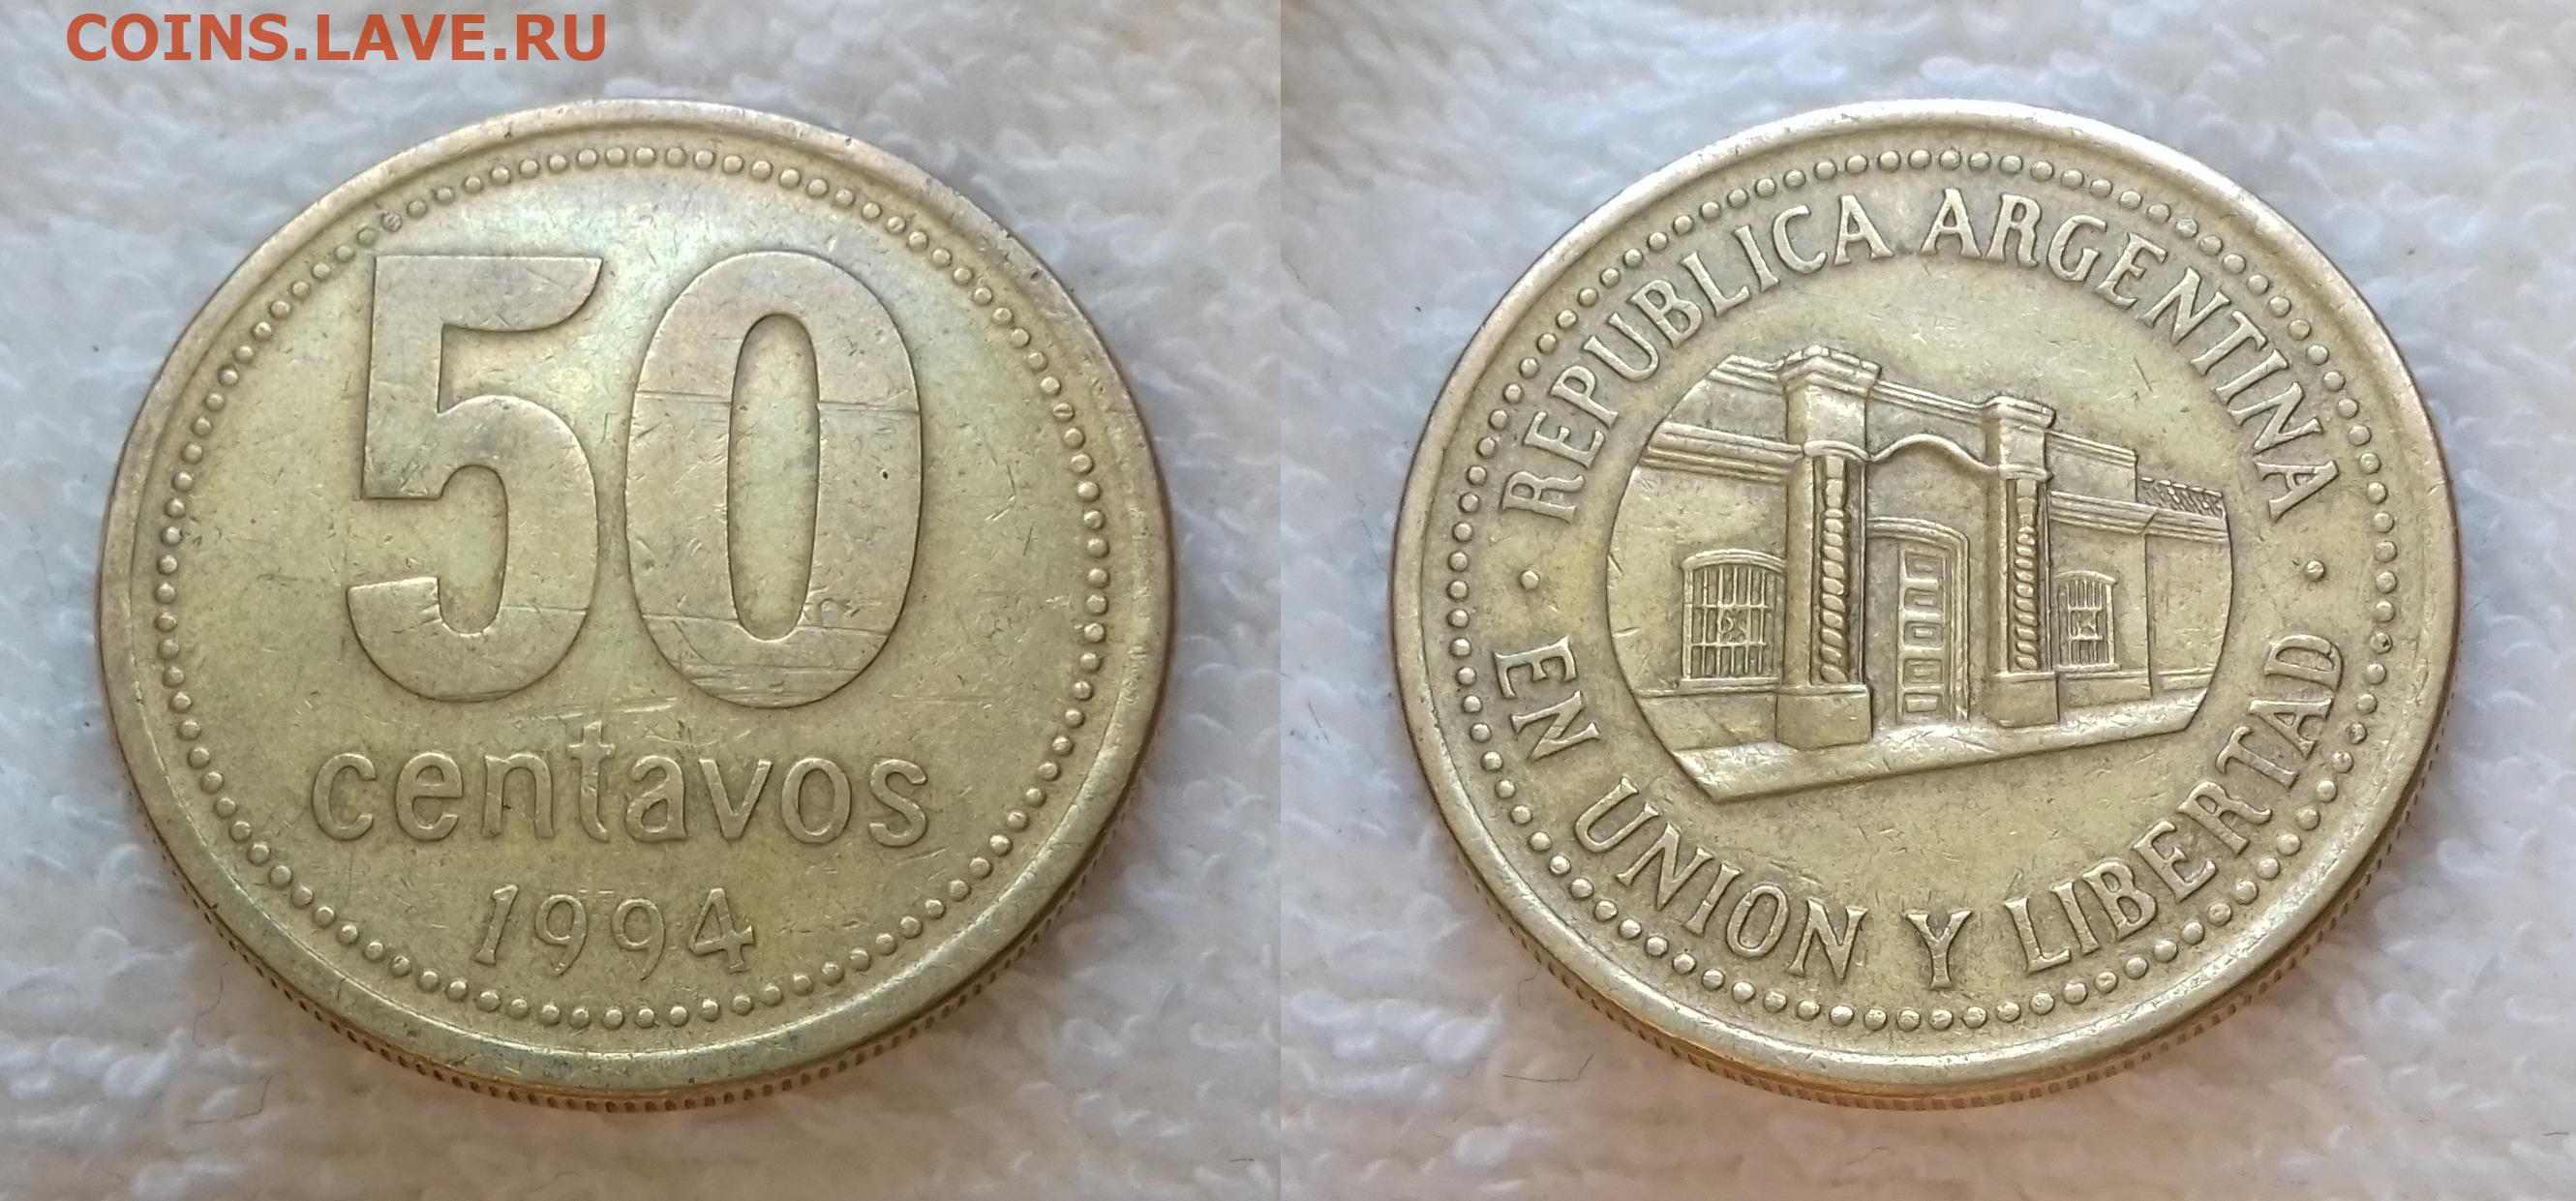 COINS.LAVE.RU
50
centavos
1994
REPUBLICA ARGENTINA
EN UNION Y LIBERTAD